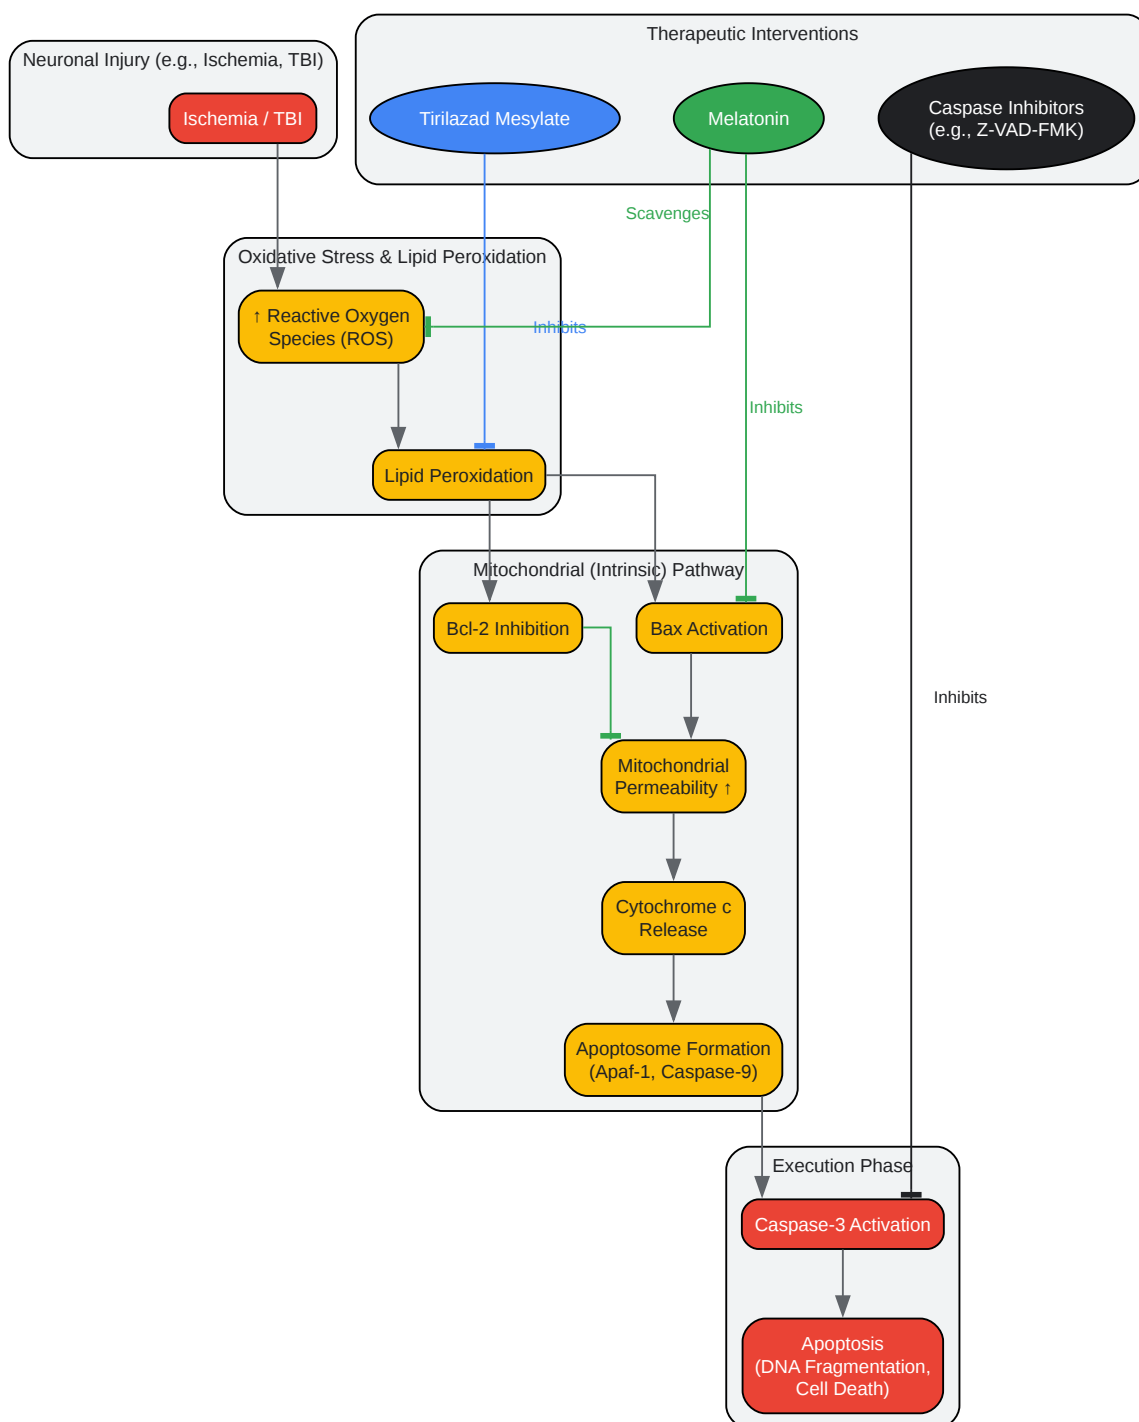 Neuronal Injury (e.g., Ischemia, TBI)
Ischemia / TBI
Therapeutic Interventions
Tirilazad Mesylate
Melatonin
Caspase Inhibitors
(e.g., Z-VAD-FMK)
Scavenges
Oxidative Stress & Lipid Peroxidation
↑ Reactive Oxygen
Species (ROS)
Inhibits
Inhibits
Lipid Peroxidation
Mitochondrial (Intrinsic) Pathway
Bcl-2 Inhibition
Bax Activation
Inhibits
Mitochondrial
Permeability ↑
Cytochrome c
Release
Apoptosome Formation
(Apaf-1, Caspase-9)
Execution Phase
Caspase-3 Activation
Apoptosis
(DNA Fragmentation,
Cell Death)